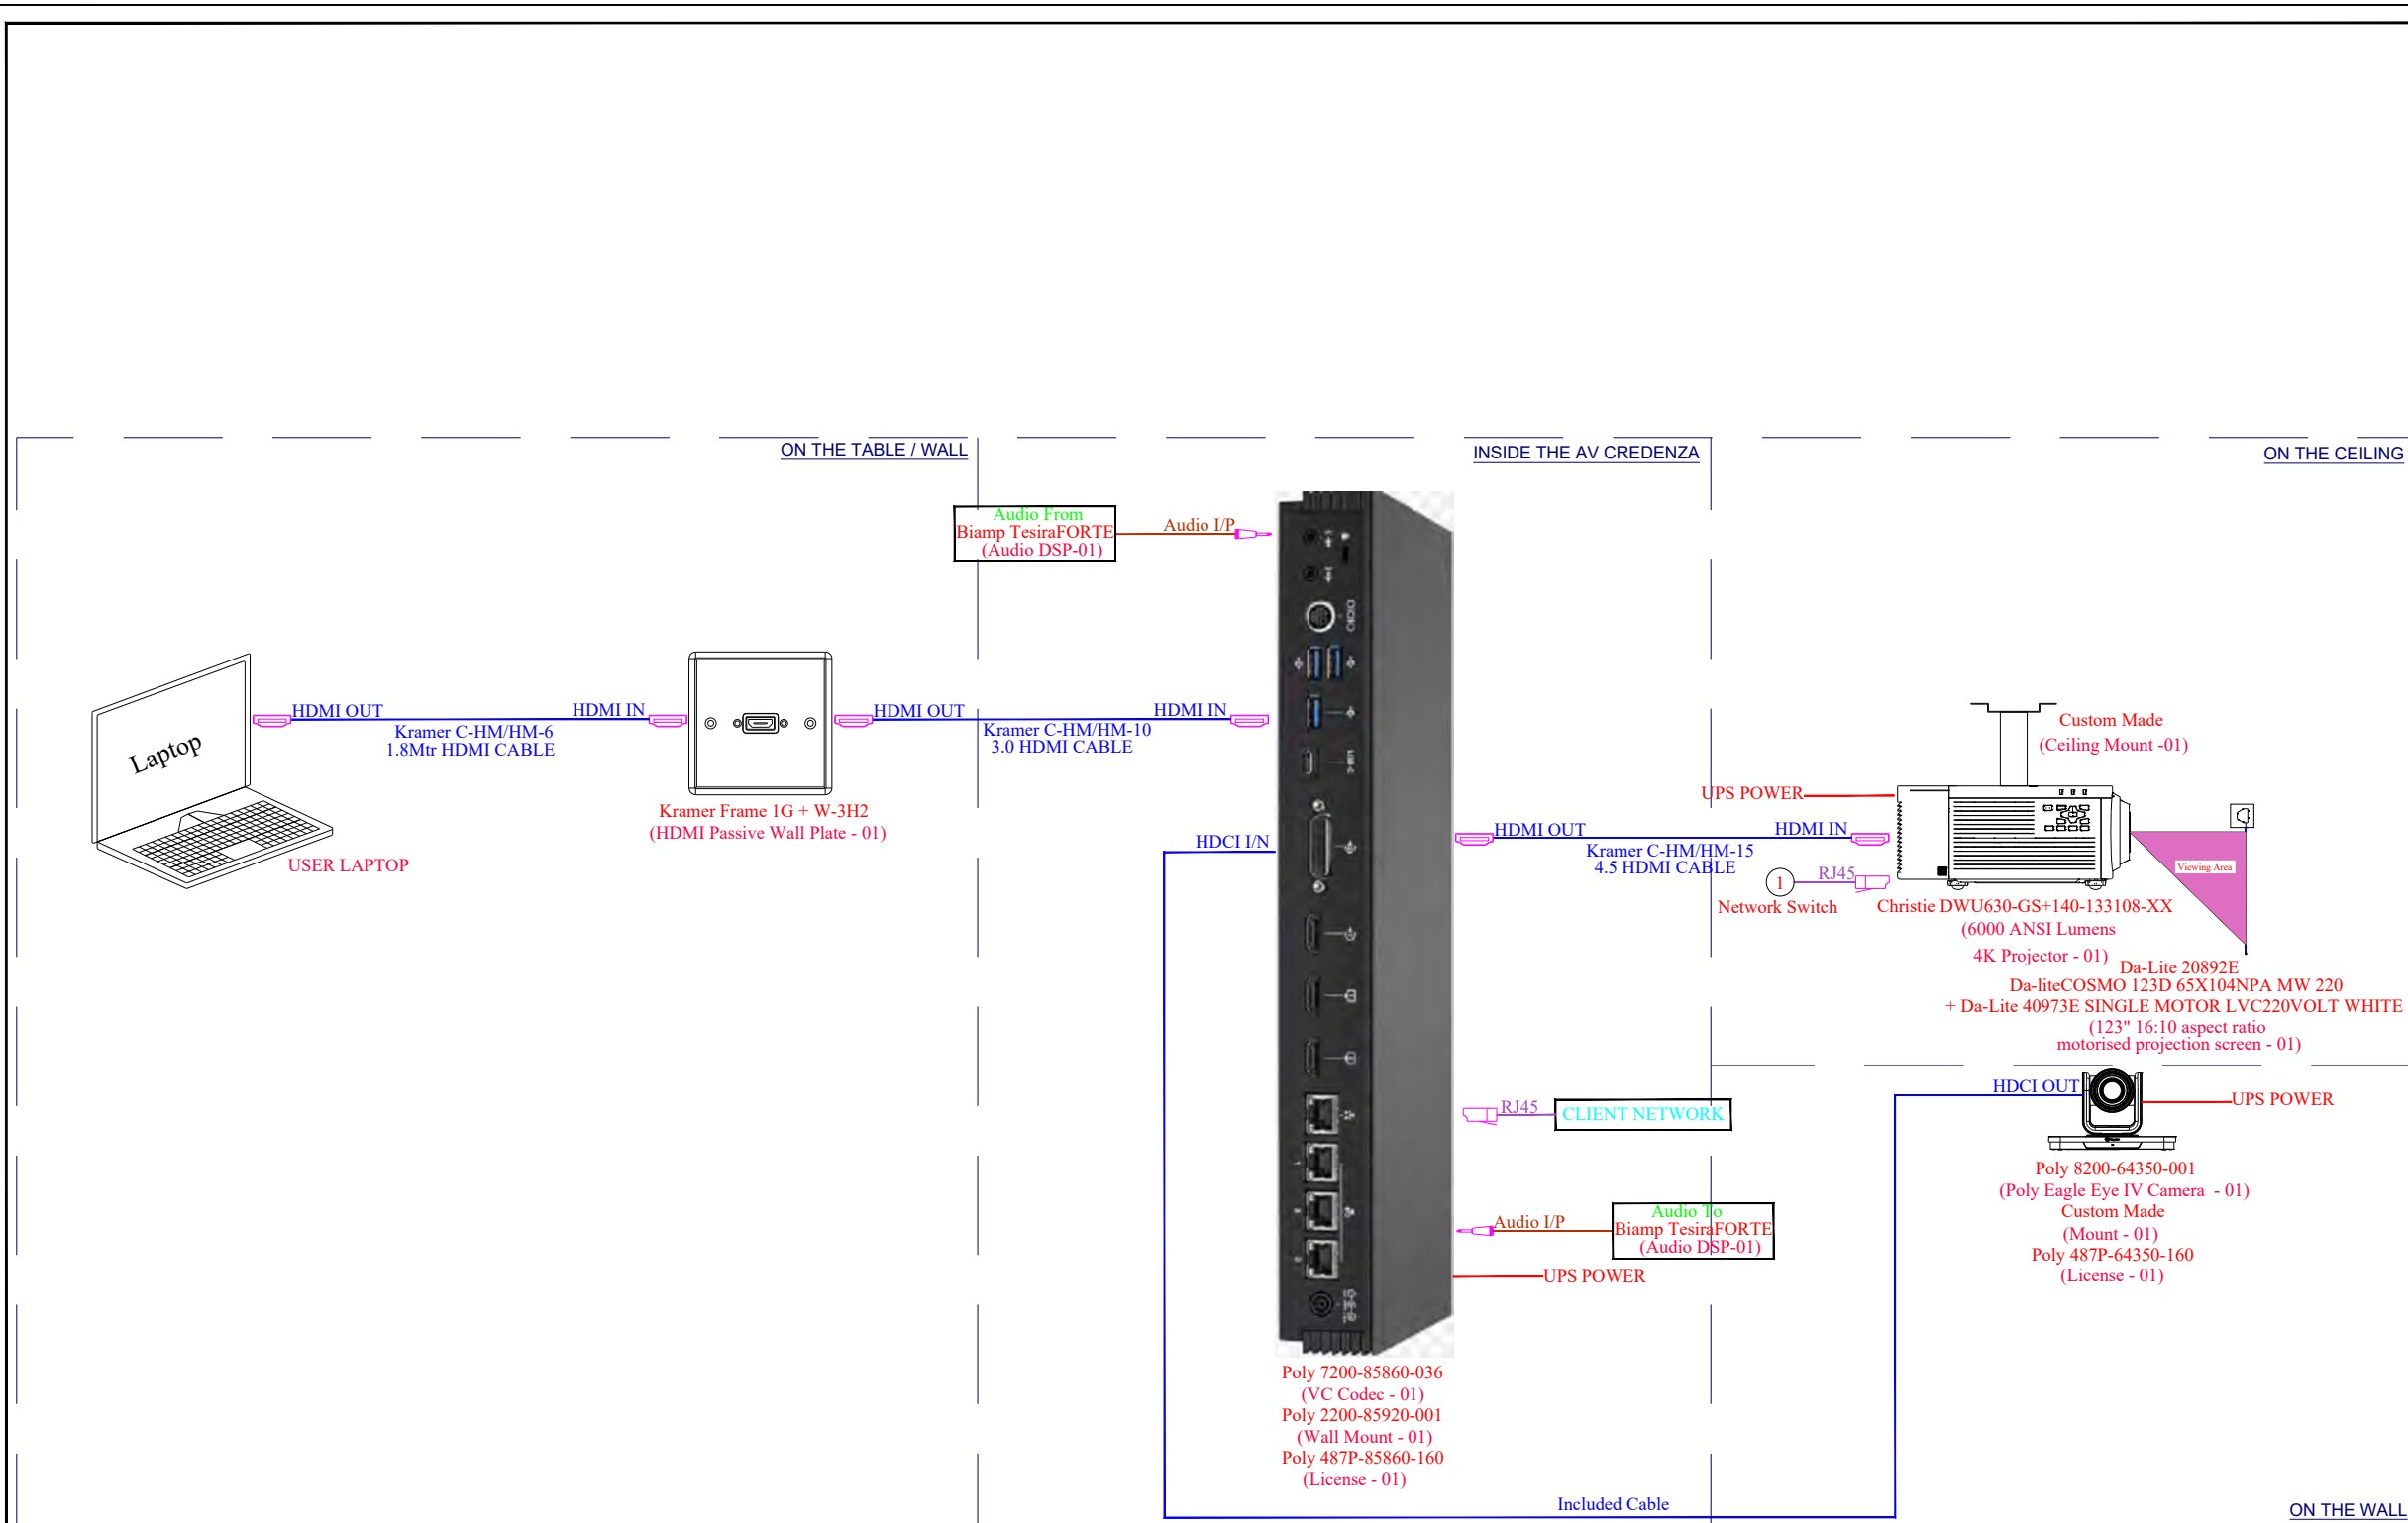 ON THE TABLE / WALL
INSIDE THE AV CREDENZA
ON THE CEILING
Audio From
Biamp TesiraFORTE
(Audio DSP-01)
Audio I/P
Laptop
USER LAPTOP
HDMI OUT
HDMI IN
Kramer C-HM/HM-6
1.8Mtr HDMI CABLE
Kramer Frame 1G + W-3H2
(HDMI Passive Wall Plate - 01)
HDMI OUT
HDMI IN
Kramer C-HM/HM-10
3.0 HDMI CABLE
HDCI I/N
HDMI OUT
HDMI IN
Kramer C-HM/HM-15
4.5 HDMI CABLE
Custom Made
(Ceiling Mount -01)
UPS POWER
1
RJ45
Network Switch
Viewing Area
Christie DWU630-GS+140-133108-XX
(6000 ANSI Lumens
4K Projector - 01)
Da-Lite 20892E
Da-liteCOSMO 123D 65X104NPA MW 220
+ Da-Lite 40973E SINGLE MOTOR LVC220VOLT WHITE
(123" 16:10 aspect ratio
motorised projection screen - 01)
RJ45
CLIENT NETWORK
HDCI OUT
UPS POWER
Poly 8200-64350-001
(Poly Eagle Eye IV Camera - 01)
Custom Made
(Mount - 01)
Poly 487P-64350-160
(License - 01)
Audio I/P
Audio To
Biamp TesiraFORTE
(Audio DSP-01)
UPS POWER
Poly 7200-85860-036
(VC Codec - 01)
Poly 2200-85920-001
(Wall Mount - 01)
Poly 487P-85860-160
(License - 01)
Included Cable
ON THE WALL